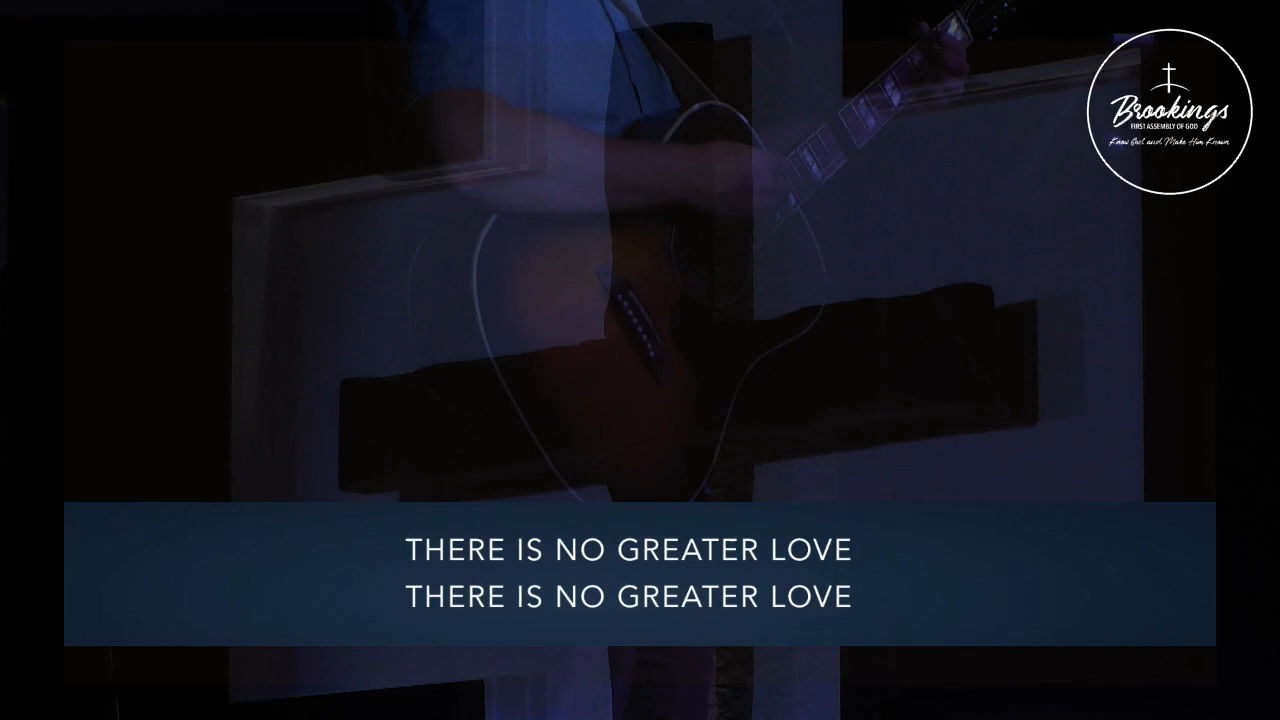 Brookings
FIRST ASSEMBLY OF GOD
Know God and Make Him Known
THERE IS NO GREATER LOVE
THERE IS NO GREATER LOVE